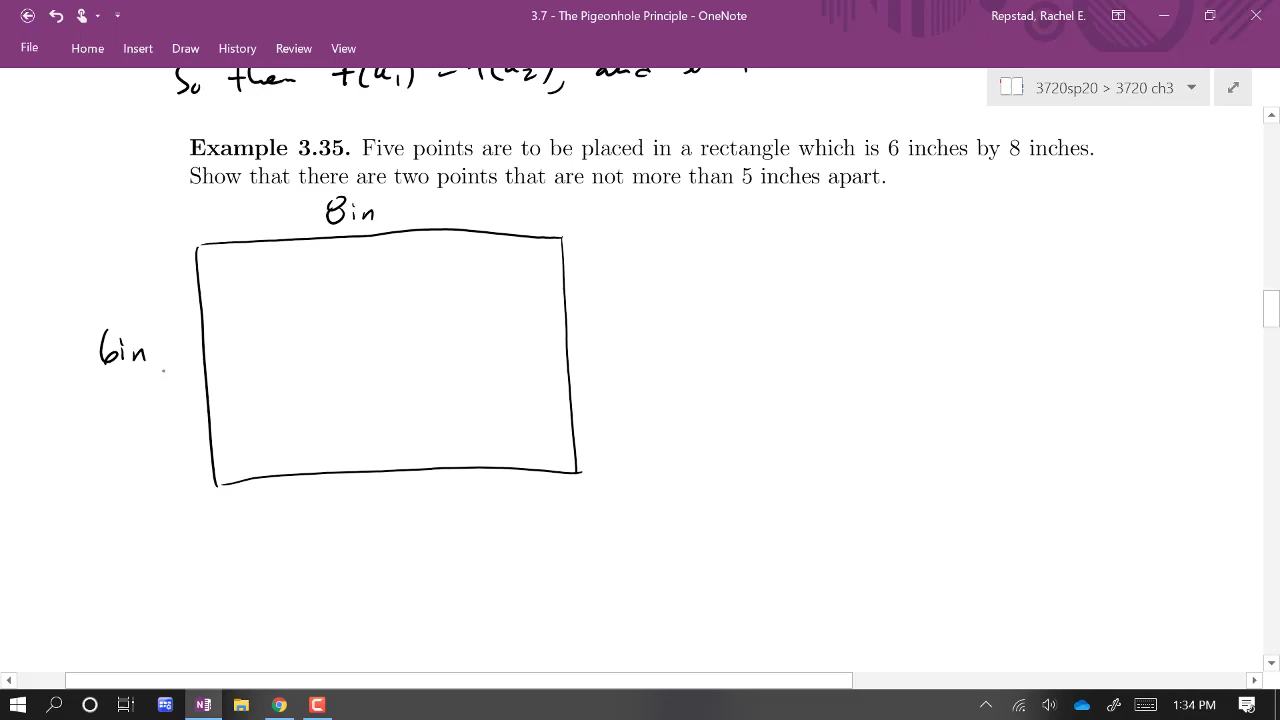 3.7 - The Pigeonhole Principle - OneNote
Repstad, Rachel E.
File Home Insert Draw History Review View
So then
and
3720sp20 > 3720 ch3
Example 3.35. Five points are to be placed in a rectangle which is 6 inches by 8 inches.
Show that there are two points that are not more than 5 inches apart.
8in
6in
1:34 PM